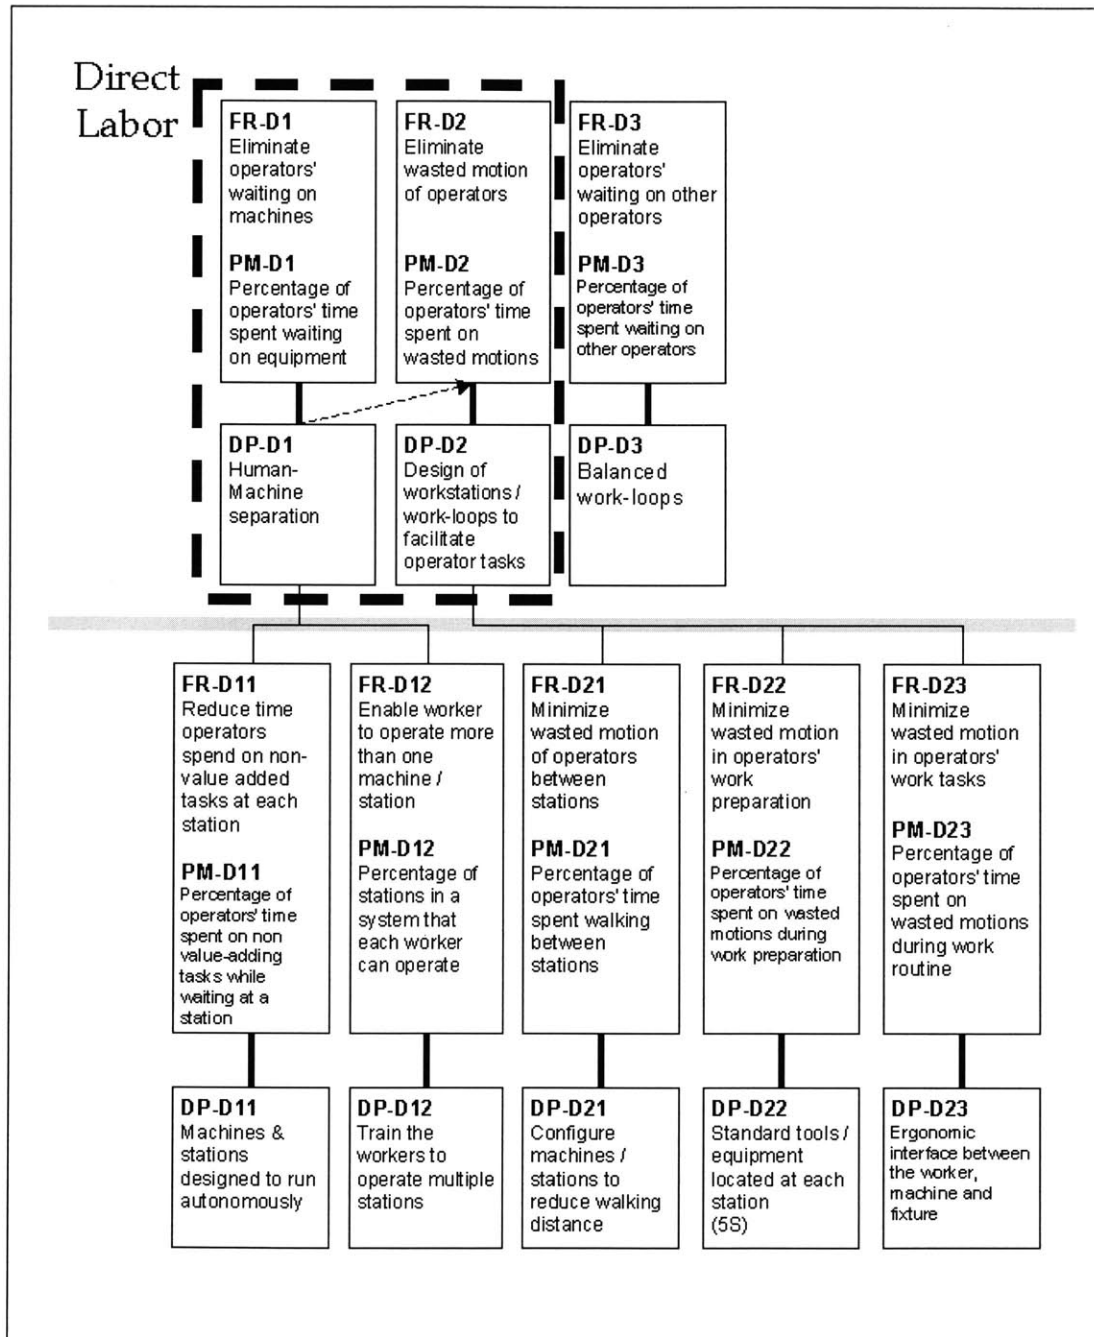 Direct
Labor
FR-D1
Eliminate
operators'
waiting on
machines
PM-D1
Percentage of
operators' time
spent waiting
on equipment
FR-D2
Eliminate
wasted motion
of operators
PM-D2
Percentage of
operators' time
spent on
wasted motions
FR-D3
Eliminate
operators'
waiting on other
operators
PM-D3
Percentage of
operators' time
spent waiting on
other operators
DP-D1
Human-
Machine
separation
DP-D2
Design of
workstations /
work-loops to
facilitate
operator tasks
DP-D3
Balanced
work-loops
FR-D11
Reduce time
operators
spend on non-
value added
tasks at each
station
PM-D11
Percentage of
operators' time
spent on non
value-adding
tasks while
waiting at a
station
FR-D12
Enable worker
to operate more
than one
machine /
station
PM-D12
Percentage of
stations in a
system that
each worker
can operate
FR-D21
Minimize
wasted motion
of operators
between
stations
PM-D21
Percentage of
operators' time
spent walking
between
stations
FR-D22
Minimize
wasted motion
in operators'
work
preparation
PM-D22
Percentage of
operators' time
spent on wasted
motions during
work preparation
FR-D23
Minimize
wasted motion
in operators'
work tasks
PM-D23
Percentage of
operators' time
spent on
wasted motions
during work
routine
DP-D11
Machines &
stations
designed to run
autonomously
DP-D12
Train the
workers to
operate multiple
stations
DP-D21
Configure
machines /
stations to
reduce walking
distance
DP-D22
Standard tools /
equipment
located at each
station
(5S)
DP-D23
Ergonomic
interface between
the worker,
machine and
fixture